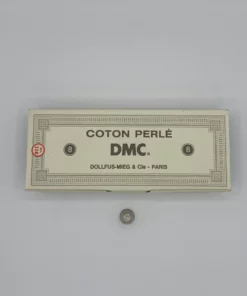 COTON PERLÉ
8 DMC. 8
DOLLFUS-MIEG & Cie - PARIS